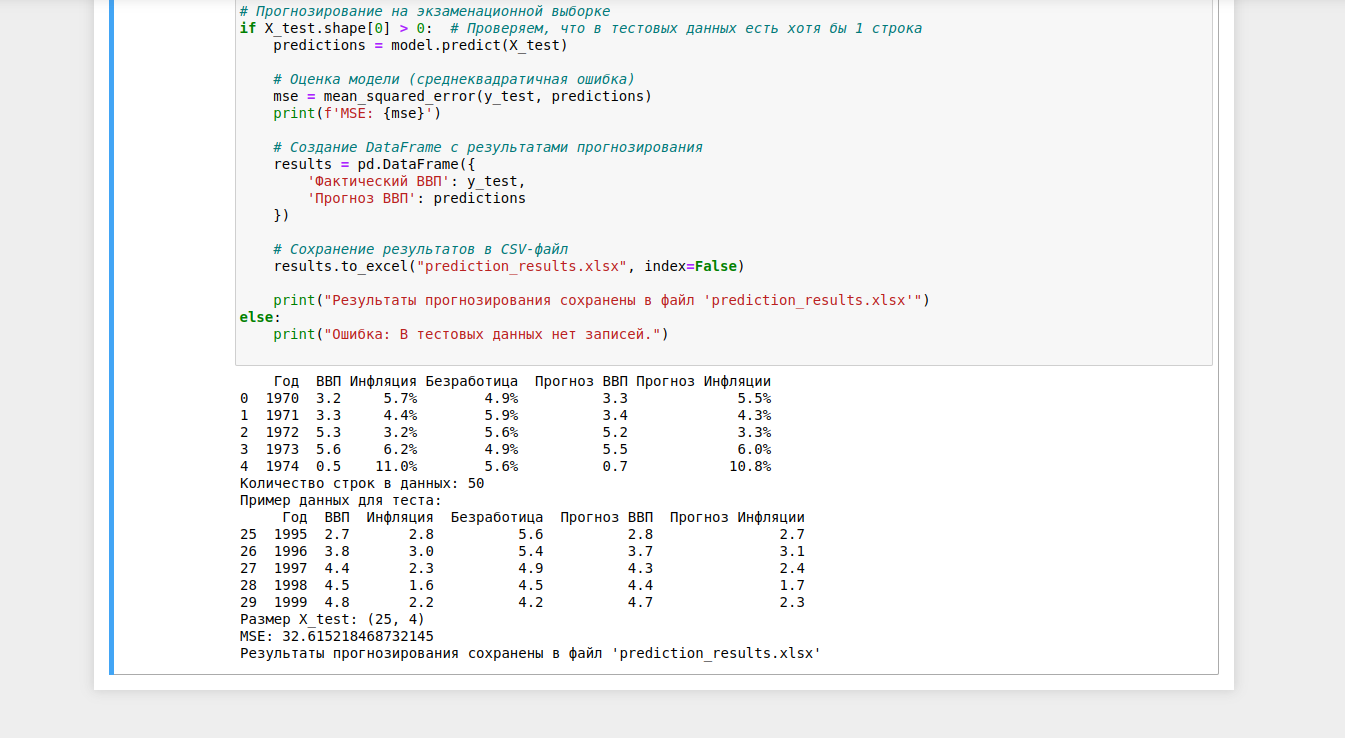 # Прогнозирование на экзаменационной выборке
if X_test.shape[0] > 0:  # Проверяем, что в тестовых данных есть хотя бы 1 строка
    predictions = model.predict(X_test)
    # Оценка модели (среднеквадратичная ошибка)
    mse = mean_squared_error(y_test, predictions)
    print(f'MSE: {mse}')
    # Создание DataFrame с результатами прогнозирования
    results = pd.DataFrame({
        'Фактический ВВП': y_test,
        'Прогноз ВВП': predictions
    })
    # Сохранение результатов в CSV-файл
    results.to_excel("prediction_results.xlsx", index=False)
    print("Результаты прогнозирования сохранены в файл 'prediction_results.xlsx'")
else:
    print("Ошибка: В тестовых данных нет записей.")
    Год  ВВП Инфляция Безработица  Прогноз ВВП Прогноз Инфляции
0  1970  3.2     5.7%        4.9%          3.3             5.5%
1  1971  3.3     4.4%        5.9%          3.4             4.3%
2  1972  5.3     3.2%        5.6%          5.2             3.3%
3  1973  5.6     6.2%        4.9%          5.5             6.0%
4  1974  0.5    11.0%        5.6%          0.7            10.8%
Количество строк в данных: 50
Пример данных для теста:
     Год  ВВП  Инфляция  Безработица  Прогноз ВВП  Прогноз Инфляции
25  1995  2.7       2.8          5.6          2.8               2.7
26  1996  3.8       3.0          5.4          3.7               3.1
27  1997  4.4       2.3          4.9          4.3               2.4
28  1998  4.5       1.6          4.5          4.4               1.7
29  1999  4.8       2.2          4.2          4.7               2.3
Размер X_test: (25, 4)
MSE: 32.615218468732145
Результаты прогнозирования сохранены в файл 'prediction_results.xlsx'